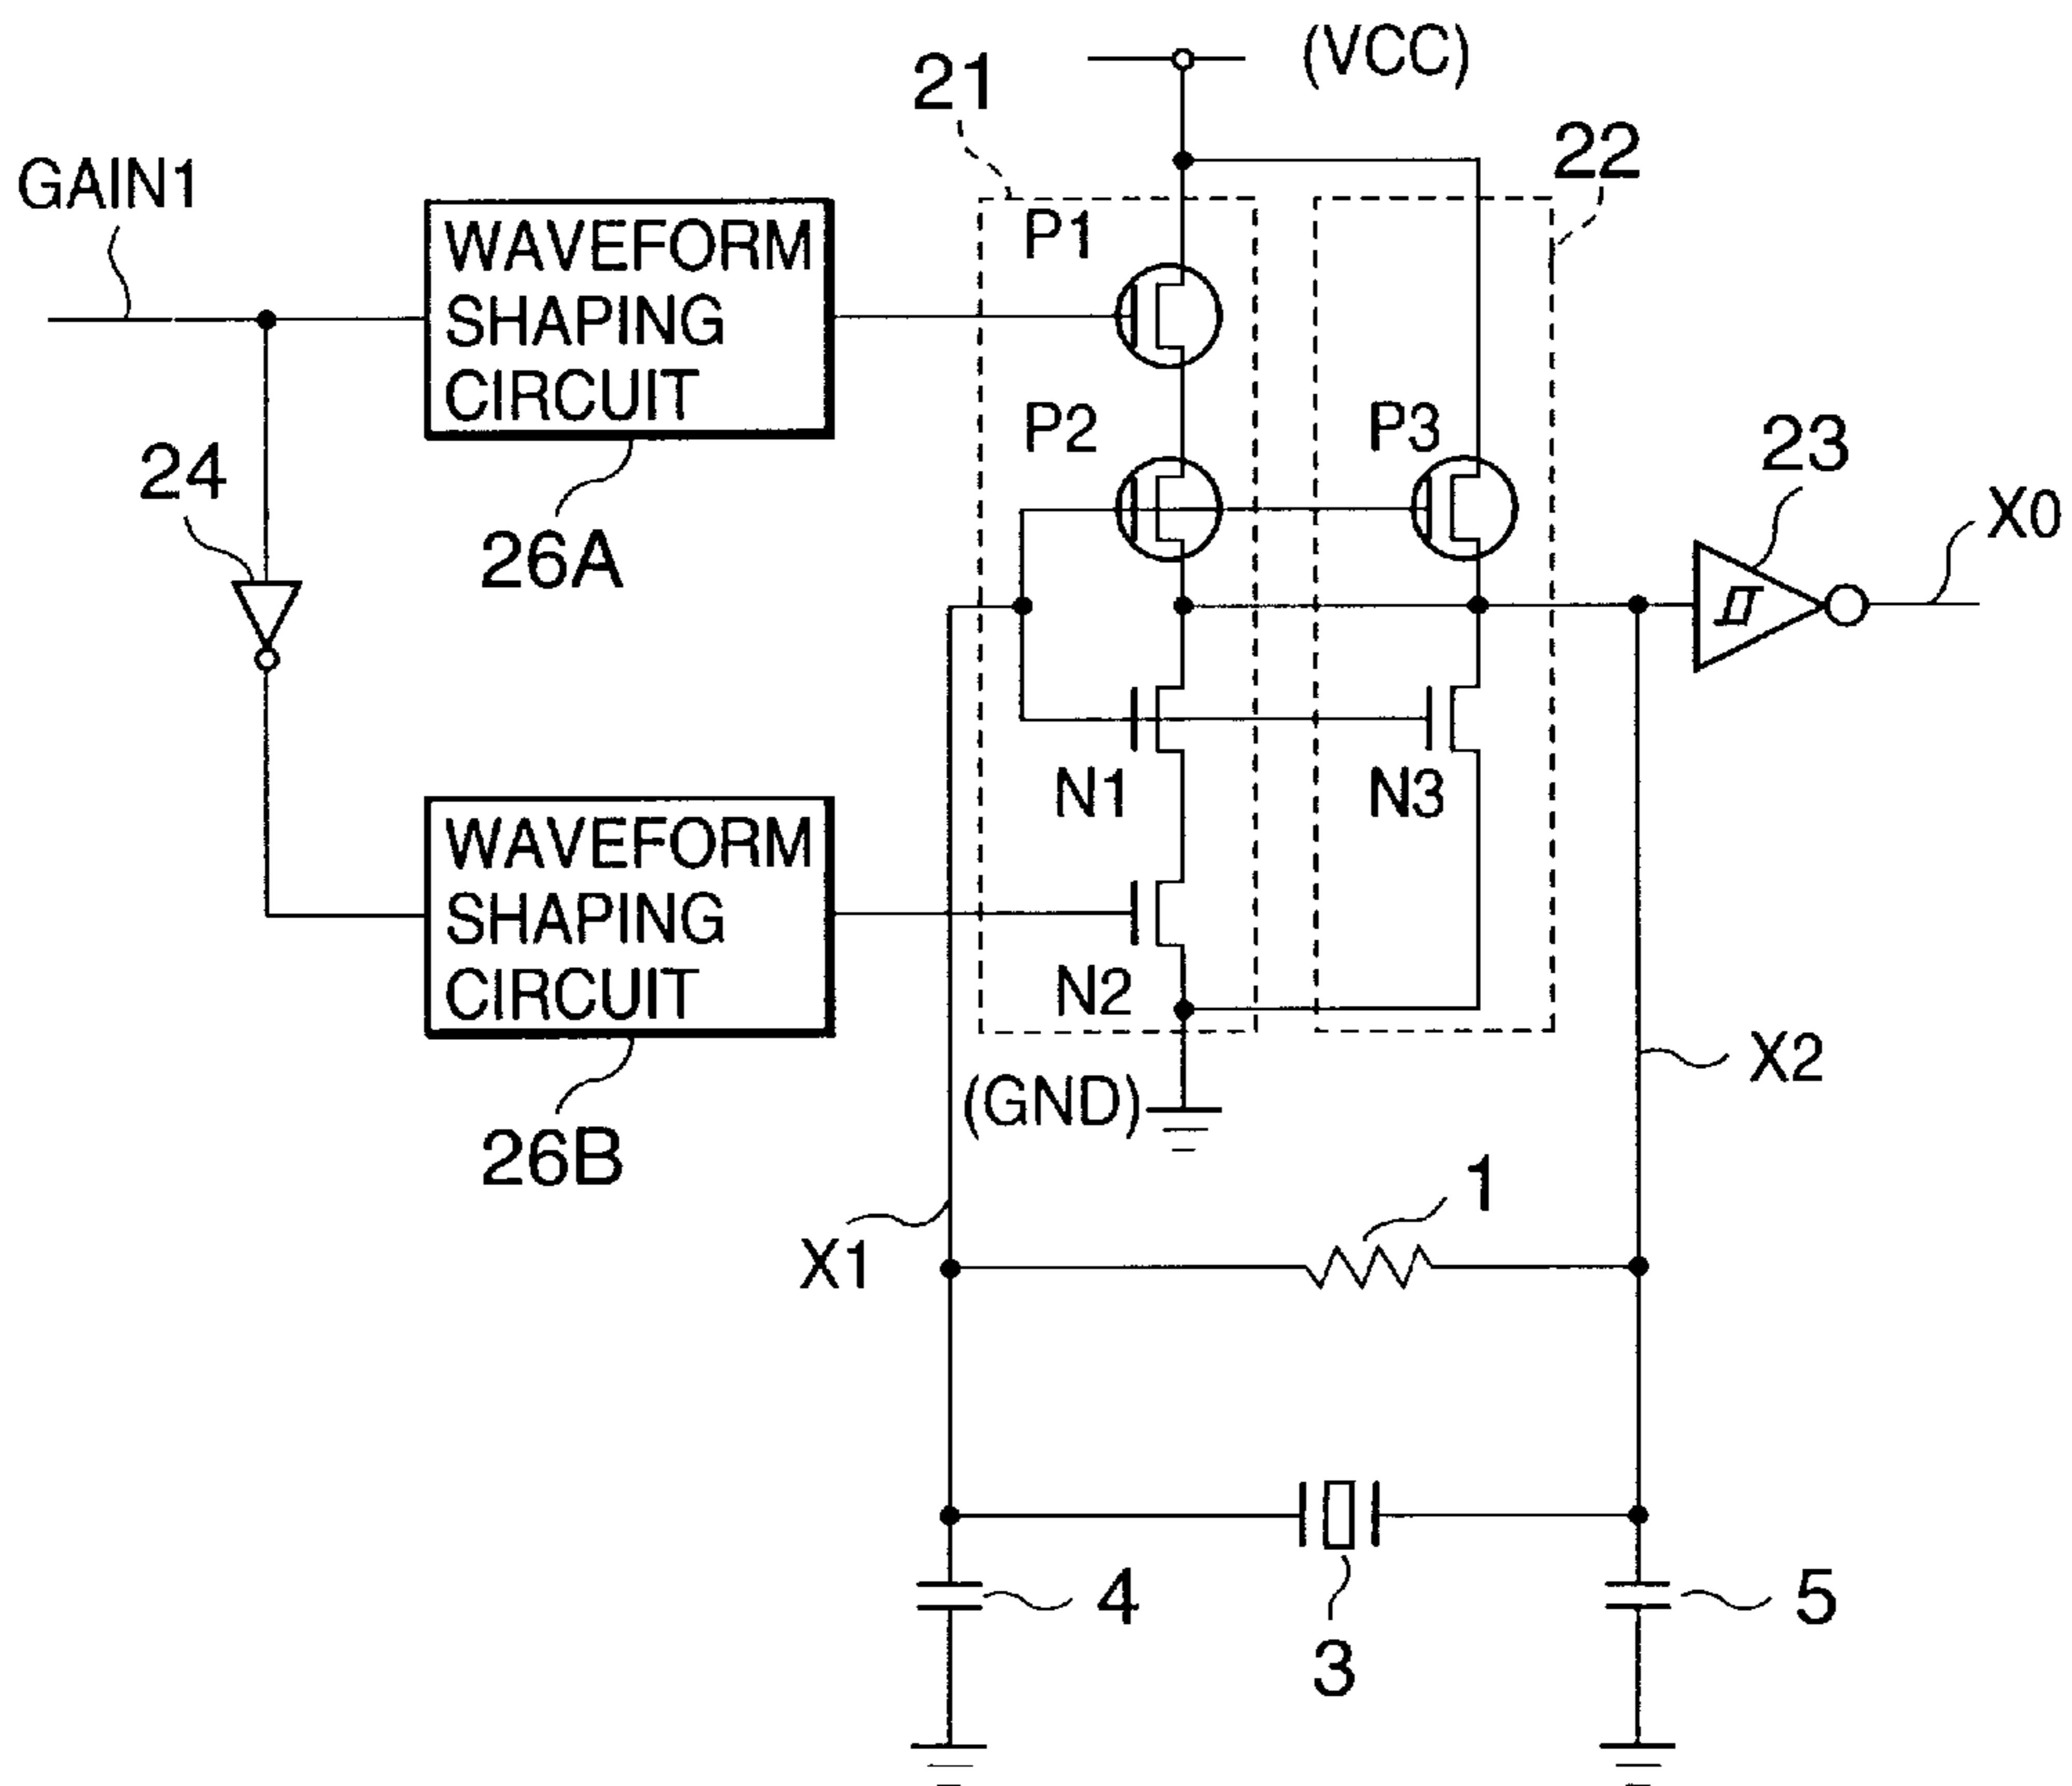 (VCC)
21
22
GAIN1
WAVEFORM
SHAPING
CIRCUIT
P1
P2
P3
23
24
X0
26A
N1
N3
WAVEFORM
SHAPING
CIRCUIT
N2
X2
(GND)
26B
1
X1
4
5
3